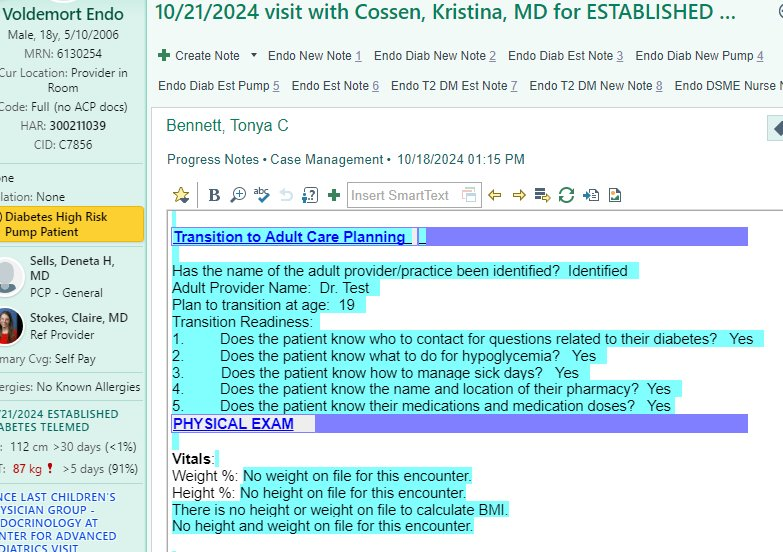 Voldemort Endo
Male, 18y, 5/10/2006
MRN: 6130254
Cur Location: Provider in
Room
Code: Full (no ACP docs)
HAR: 300211039
CID: C7856
one
lation: None
) Diabetes High Risk
Pump Patient
Sells, Deneta H,
MD
PCP - General
Stokes, Claire, MD
Ref Provider
mary Cvg: Self Pay
ergies: No Known Allergies
/21/2024 ESTABLISHED
ABETES TELEMED
: 112 cm >30 days (<1%)
T: 87 kg ! >5 days (91%)
NCE LAST CHILDREN'S
YSICIAN GROUP -
DOCRINOLOGY AT
NTER FOR ADVANCED
DIATRICS VISIT
10/21/2024 visit with Cossen, Kristina, MD for ESTABLISHED ...
Create Note Endo New Note 1 Endo Diab New Note 2 Endo Diab Est Note 3 Endo Diab New Pump 4
Endo Diab Est Pump 5 Endo Est Note 6 Endo T2 DM Est Note 7 Endo T2 DM New Note 8 Endo DSME Nurse N
Bennett, Tonya C
Progress Notes • Case Management • 10/18/2024 01:15 PM
B abc Insert SmartText
Transition to Adult Care Planning
Has the name of the adult provider/practice been identified? Identified
Adult Provider Name: Dr. Test
Plan to transition at age: 19
Transition Readiness:
1. Does the patient know who to contact for questions related to their diabetes? Yes
2. Does the patient know what to do for hypoglycemia? Yes
3. Does the patient know how to manage sick days? Yes
4. Does the patient know the name and location of their pharmacy? Yes
5. Does the patient know their medications and medication doses? Yes
PHYSICAL EXAM
Vitals:
Weight %: No weight on file for this encounter.
Height %: No height on file for this encounter.
There is no height or weight on file to calculate BMI.
No height and weight on file for this encounter.